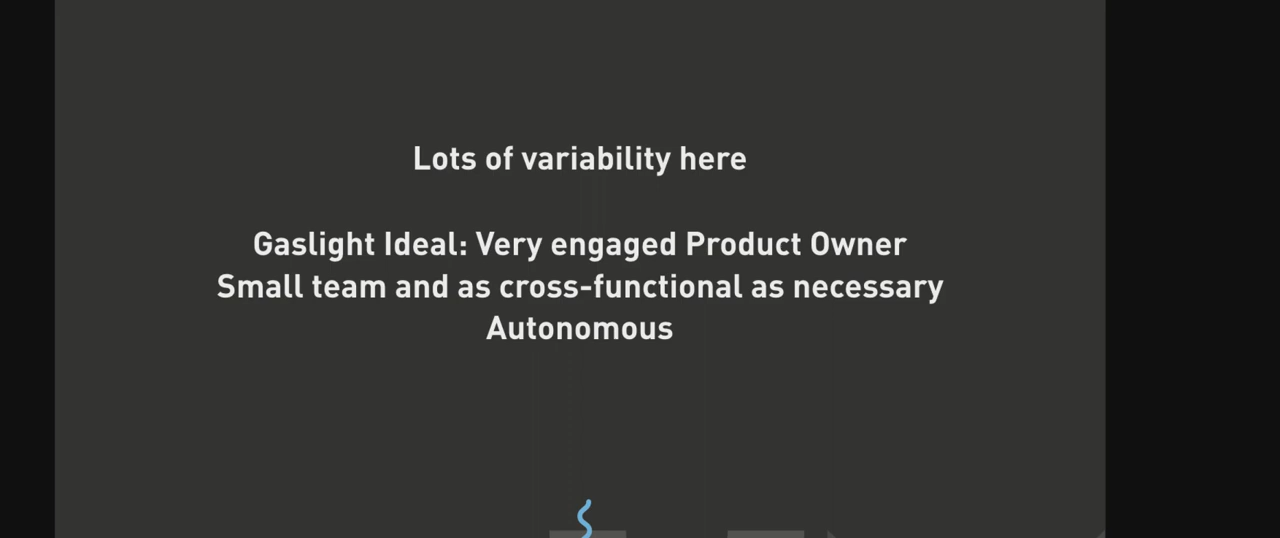 Lots of variability here
Gaslight Ideal: Very engaged Product Owner
Small team and as cross-functional as necessary
Autonomous